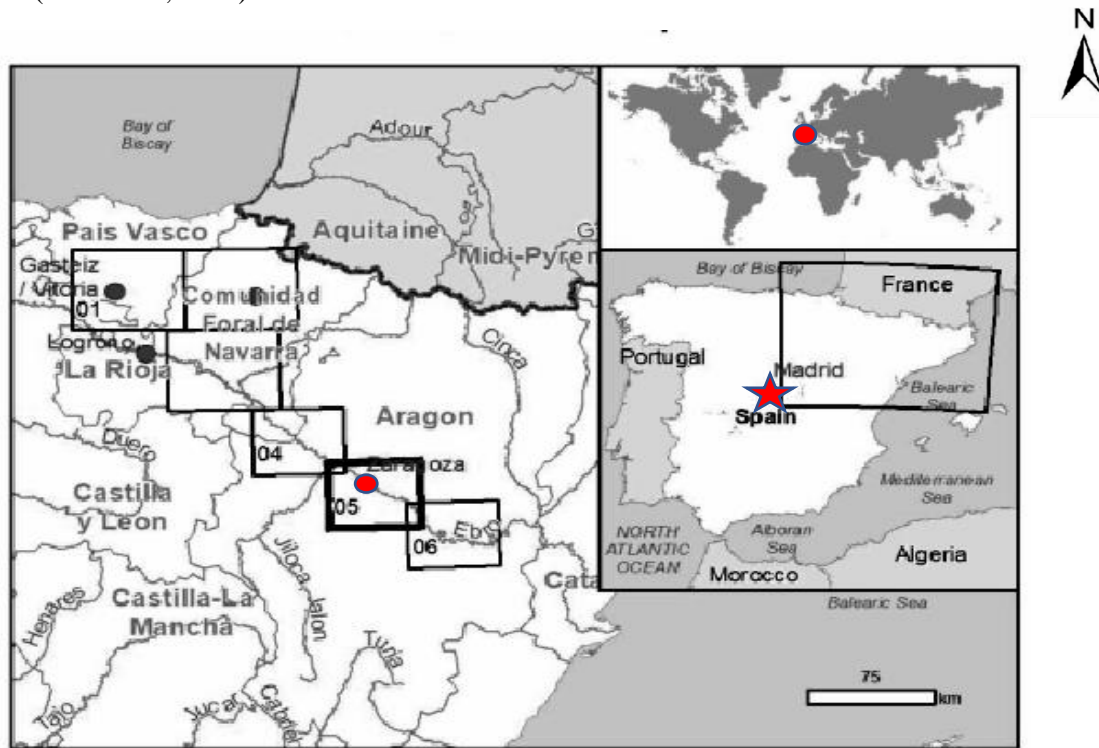 N
Bay of
Biscay
Adour
Pais Vasco
Aquitaine
Midi-Pyren
Gasteiz
/ Vitoria
01
Comunidad
Foral de
Navarra
Logrono
La Rioja
Cinca
Aragon
Duero
04
Zaragoza
Castilla
y Leon
05
06
Ebro
Jiloca
Jalon
Cata
Castilla-La
Mancha
Henares
Turia
Tajo
Jucar
Cabriel
Bay of Biscay
France
Portugal
Madrid
Spain
Balearic
Sea
Mediterranean
Sea
NORTH
ATLANTIC
OCEAN
Alboran
Sea
Algeria
Morocco
Balearic Sea
75
km